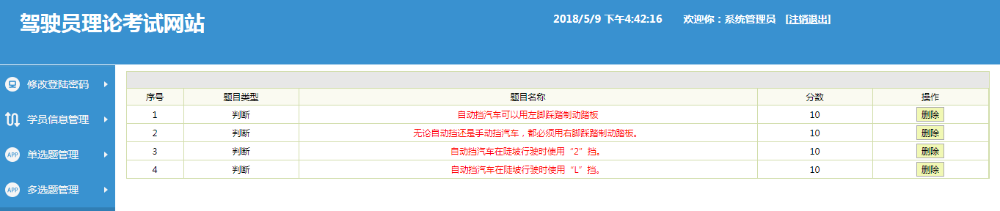 驾驶员理论考试网站
2018/5/9 下午4:42:16 欢迎你：系统管理员 [注销退出]
修改登陆密码
学员信息管理
APP 单选题管理
APP 多选题管理
序号 题目类型 题目名称 分数 操作
1 判断 自动挡汽车可以用左脚踩踏制动踏板 10 删除
2 判断 无论自动挡还是手动挡汽车，都必须用右脚踩踏制动踏板。 10 删除
3 判断 自动挡汽车在陡坡行驶时使用“2”挡。 10 删除
4 判断 自动挡汽车在陡坡行驶时使用“L”挡。 10 删除